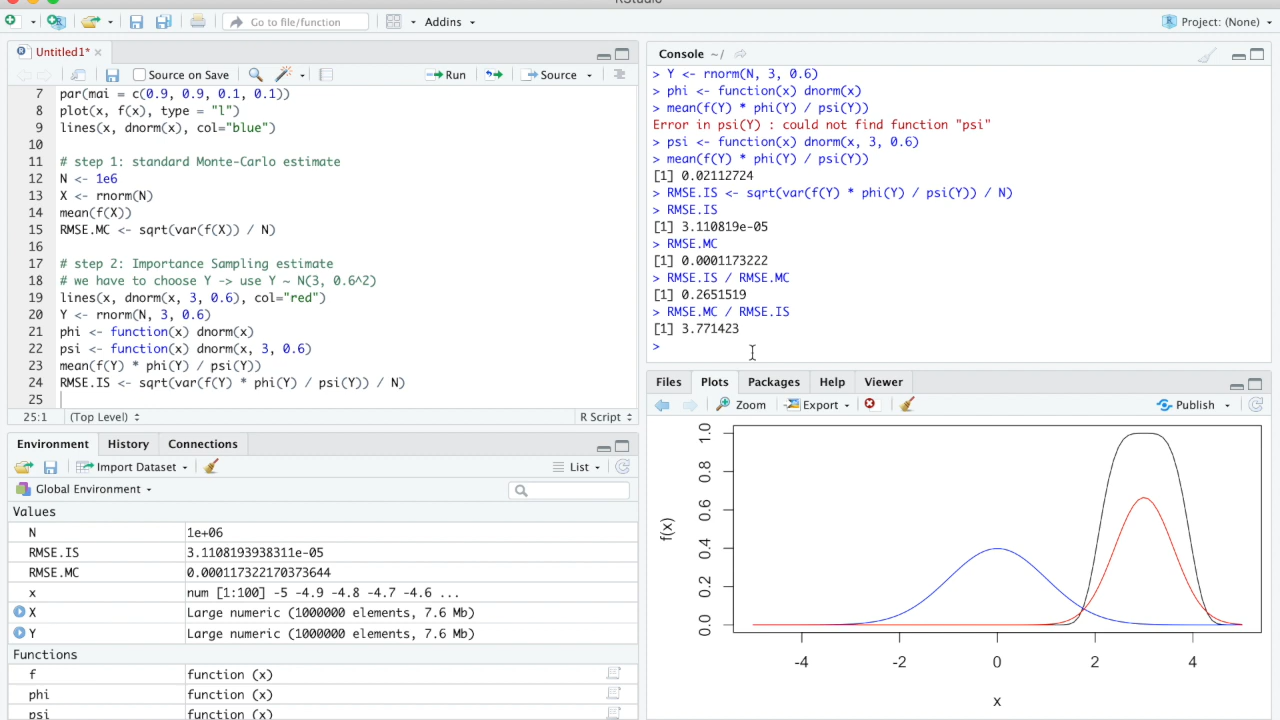 RStudio
Go to file/function
Addins
Project: (None)
Untitled1*
Source on Save
Run
Source
7 par(mai = c(0.9, 0.9, 0.1, 0.1))
8 plot(x, f(x), type = "l")
9 lines(x, dnorm(x), col="blue")
10
11 # step 1: standard Monte-Carlo estimate
12 N <- 1e6
13 X <- rnorm(N)
14 mean(f(X))
15 RMSE.MC <- sqrt(var(f(X)) / N)
16
17 # step 2: Importance Sampling estimate
18 # we have to choose Y -> use Y ~ N(3, 0.6^2)
19 lines(x, dnorm(x, 3, 0.6), col="red")
20 Y <- rnorm(N, 3, 0.6)
21 phi <- function(x) dnorm(x)
22 psi <- function(x) dnorm(x, 3, 0.6)
23 mean(f(Y) * phi(Y) / psi(Y))
24 RMSE.IS <- sqrt(var(f(Y) * phi(Y) / psi(Y)) / N)
25
25:1 (Top Level) R Script
Environment History Connections
Import Dataset List
Global Environment
Values
N 1e+06
RMSE.IS 3.1108193938311e-05
RMSE.MC 0.000117322170373644
x num [1:100] -5 -4.9 -4.8 -4.7 -4.6 ...
X Large numeric (1000000 elements, 7.6 Mb)
Y Large numeric (1000000 elements, 7.6 Mb)
Functions
f function (x)
phi function (x)
psi function (x)
Console ~/
> Y <- rnorm(N, 3, 0.6)
> phi <- function(x) dnorm(x)
> mean(f(Y) * phi(Y) / psi(Y))
Error in psi(Y) : could not find function "psi"
> psi <- function(x) dnorm(x, 3, 0.6)
> mean(f(Y) * phi(Y) / psi(Y))
[1] 0.02112724
> RMSE.IS <- sqrt(var(f(Y) * phi(Y) / psi(Y)) / N)
> RMSE.IS
[1] 3.110819e-05
> RMSE.MC
[1] 0.0001173222
> RMSE.IS / RMSE.MC
[1] 0.2651519
> RMSE.MC / RMSE.IS
[1] 3.771423
>
Files Plots Packages Help Viewer
Zoom Export Publish
1.0
0.8
0.6
0.4
0.2
0.0
f(x)
-4 -2 0 2 4
x